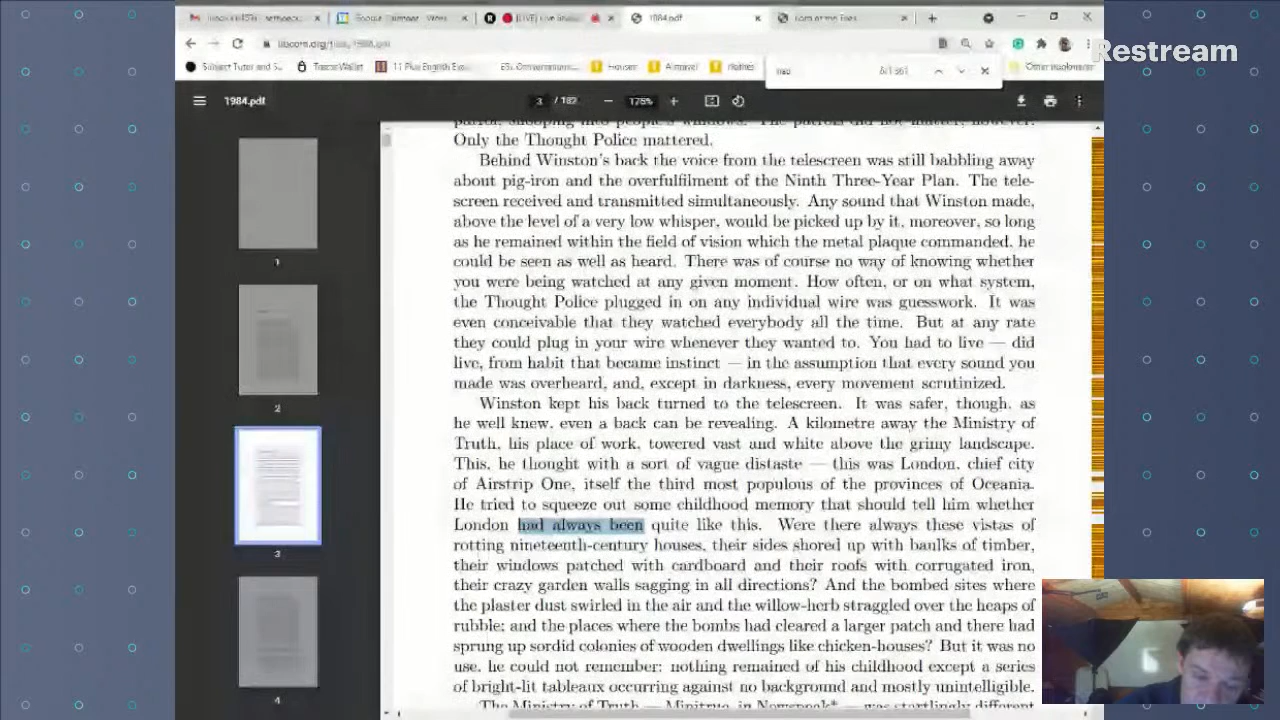 1984.pdf
Restream
11 Plus English Exa...
Houses
1984.pdf
3 / 182
175%
Only the Thought Police mattered.
Behind Winston's back the voice from the telescreen was still babbling away
about pig-iron and the overfulfilment of the Ninth Three-Year Plan. The tele-
screen received and transmitted simultaneously. Any sound that Winston made,
above the level of a very low whisper, would be picked up by it, moreover, so long
as he remained within the field of vision which the metal plaque commanded, he
could be seen as well as heard. There was of course no way of knowing whether
you were being watched at any given moment. How often, or on what system,
the Thought Police plugged in on any individual wire was guesswork. It was
even conceivable that they watched everybody all the time. But at any rate
they could plug in your wire whenever they wanted to. You had to live — did
live, from habit that became instinct — in the assumption that every sound you
made was overheard, and, except in darkness, every movement scrutinized.
Winston kept his back turned to the telescreen. It was safer, though, as
he well knew, even a back can be revealing. A kilometre away the Ministry of
Truth, his place of work, towered vast and white above the grimy landscape.
This, he thought with a sort of vague distaste — this was London, chief city
of Airstrip One, itself the third most populous of the provinces of Oceania.
He tried to squeeze out some childhood memory that should tell him whether
London had always been quite like this. Were there always these vistas of
rotting nineteenth-century houses, their sides shored up with baulks of timber,
their windows patched with cardboard and their roofs with corrugated iron,
their crazy garden walls sagging in all directions? And the bombed sites where
the plaster dust swirled in the air and the willow-herb straggled over the heaps of
rubble; and the places where the bombs had cleared a larger patch and there had
sprung up sordid colonies of wooden dwellings like chicken-houses? But it was no
use, he could not remember: nothing remained of his childhood except a series
of bright-lit tableaux occurring against no background and mostly unintelligible.
The Ministry of Truth — Minitrue, in Newspeak* — was startlingly different
1
2
3
4